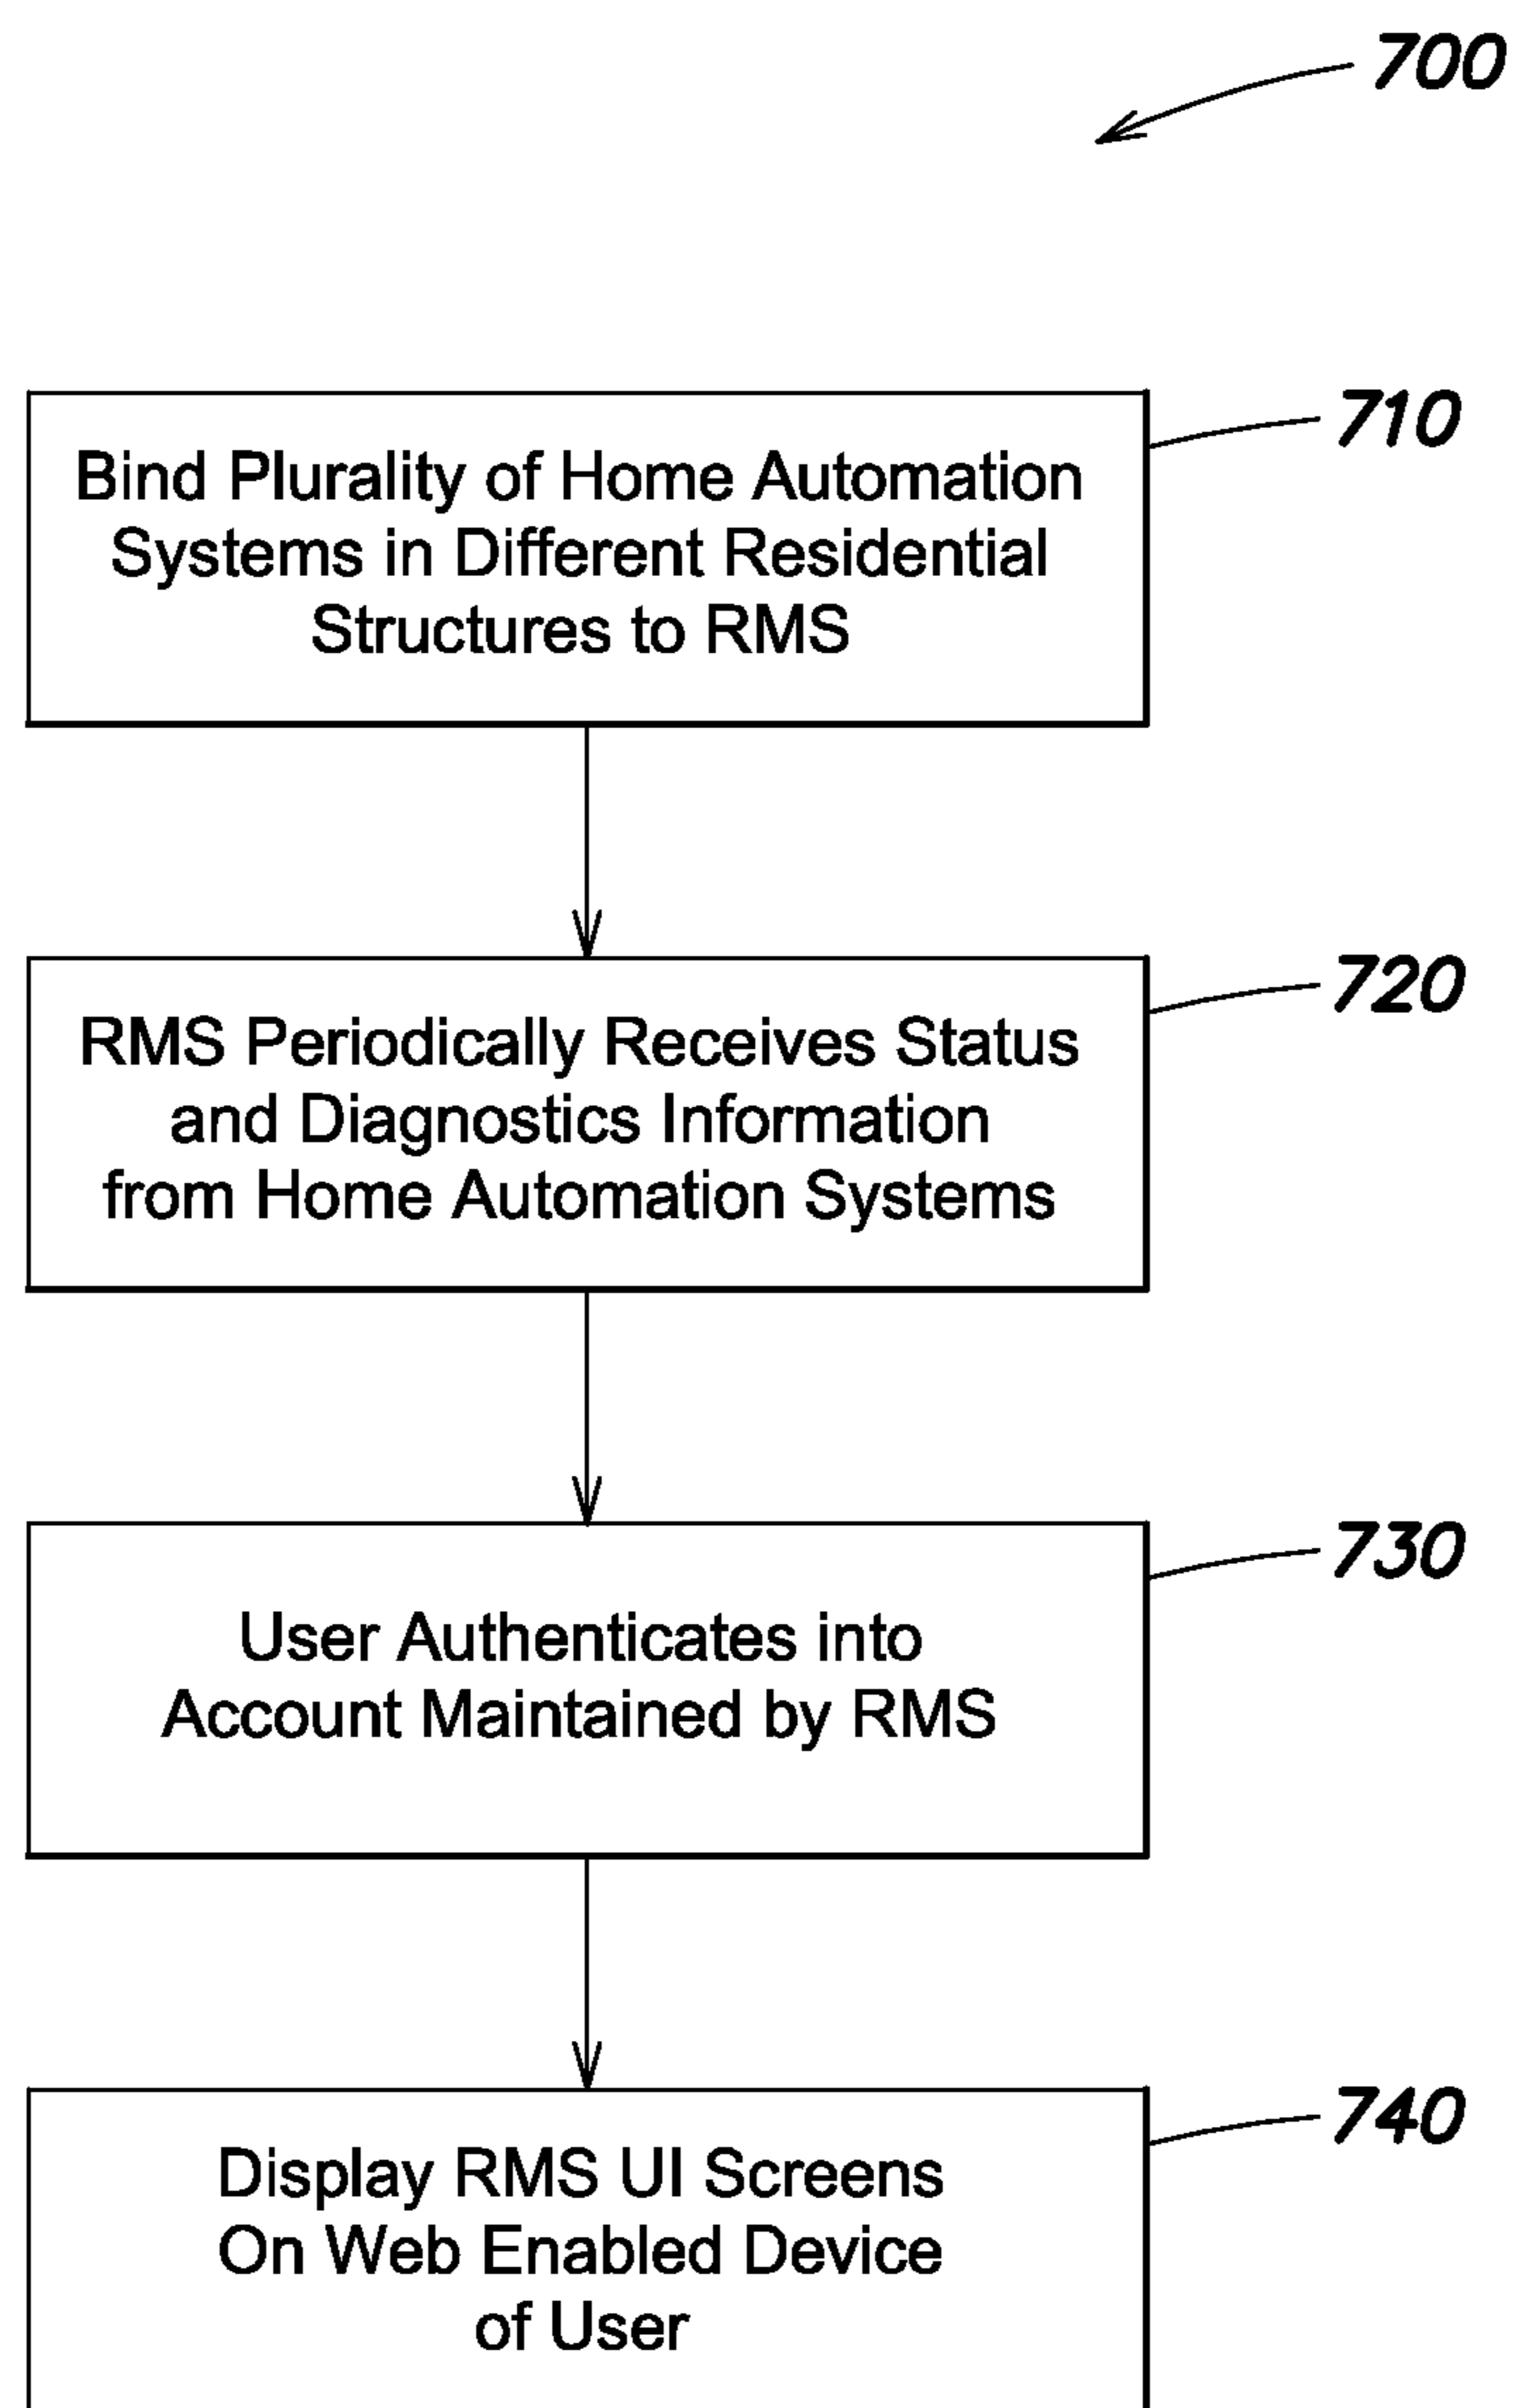 700
710
Bind Plurality of Home Automation
Systems in Different Residential
Structures to RMS
720
RMS Periodically Receives Status
and Diagnostics Information
from Home Automation Systems
730
User Authenticates into
Account Maintained by RMS
740
Display RMS UI Screens
On Web Enabled Device
of User